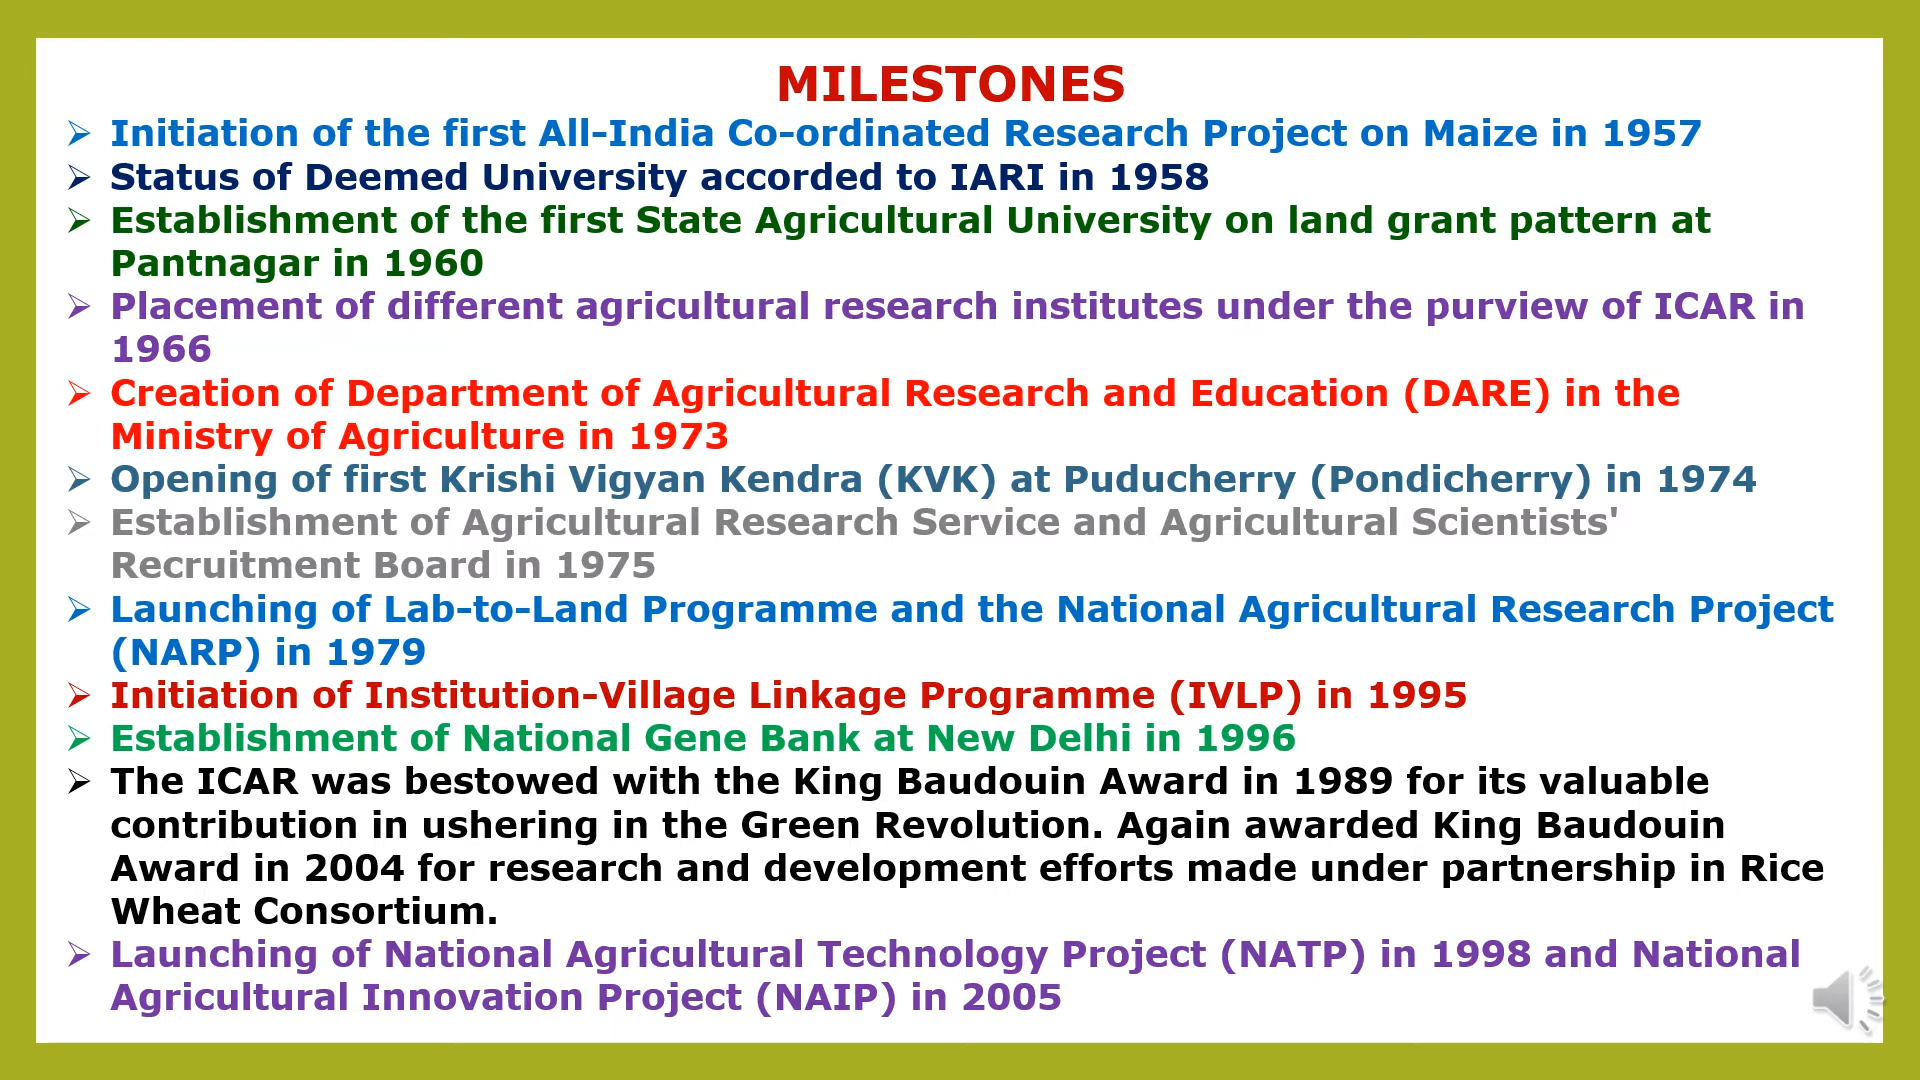 MILESTONES
Initiation of the first All-India Co-ordinated Research Project on Maize in 1957
Status of Deemed University accorded to IARI in 1958
Establishment of the first State Agricultural University on land grant pattern at
Pantnagar in 1960
Placement of different agricultural research institutes under the purview of ICAR in
1966
Creation of Department of Agricultural Research and Education (DARE) in the
Ministry of Agriculture in 1973
Opening of first Krishi Vigyan Kendra (KVK) at Puducherry (Pondicherry) in 1974
Establishment of Agricultural Research Service and Agricultural Scientists'
Recruitment Board in 1975
Launching of Lab-to-Land Programme and the National Agricultural Research Project
(NARP) in 1979
Initiation of Institution-Village Linkage Programme (IVLP) in 1995
Establishment of National Gene Bank at New Delhi in 1996
The ICAR was bestowed with the King Baudouin Award in 1989 for its valuable
contribution in ushering in the Green Revolution. Again awarded King Baudouin
Award in 2004 for research and development efforts made under partnership in Rice
Wheat Consortium.
Launching of National Agricultural Technology Project (NATP) in 1998 and National
Agricultural Innovation Project (NAIP) in 2005